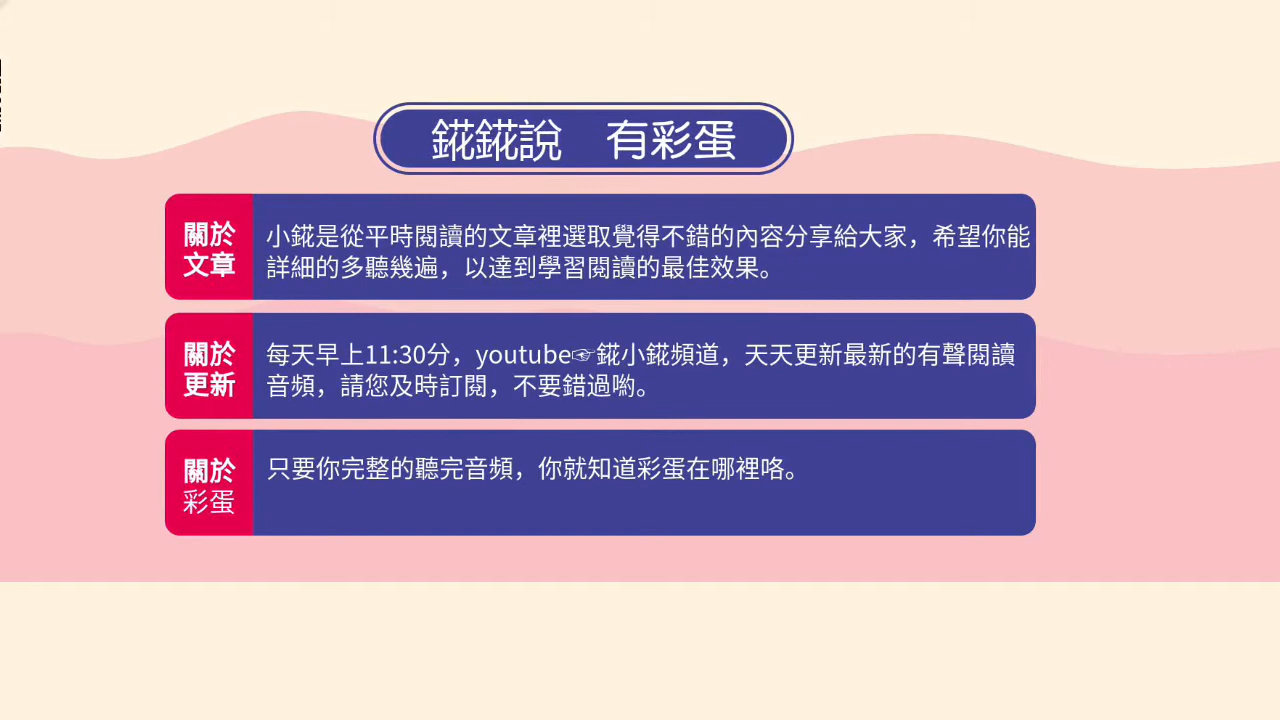 錵錵說　有彩蛋
關於
文章
小錵是從平時閱讀的文章裡選取覺得不錯的內容分享給大家，希望你能
詳細的多聽幾遍，以達到學習閱讀的最佳效果。
關於
更新
每天早上11:30分，youtube☞錵小錵頻道，天天更新最新的有聲閱讀
音頻，請您及時訂閱，不要錯過喲。
關於
彩蛋
只要你完整的聽完音頻，你就知道彩蛋在哪裡咯。